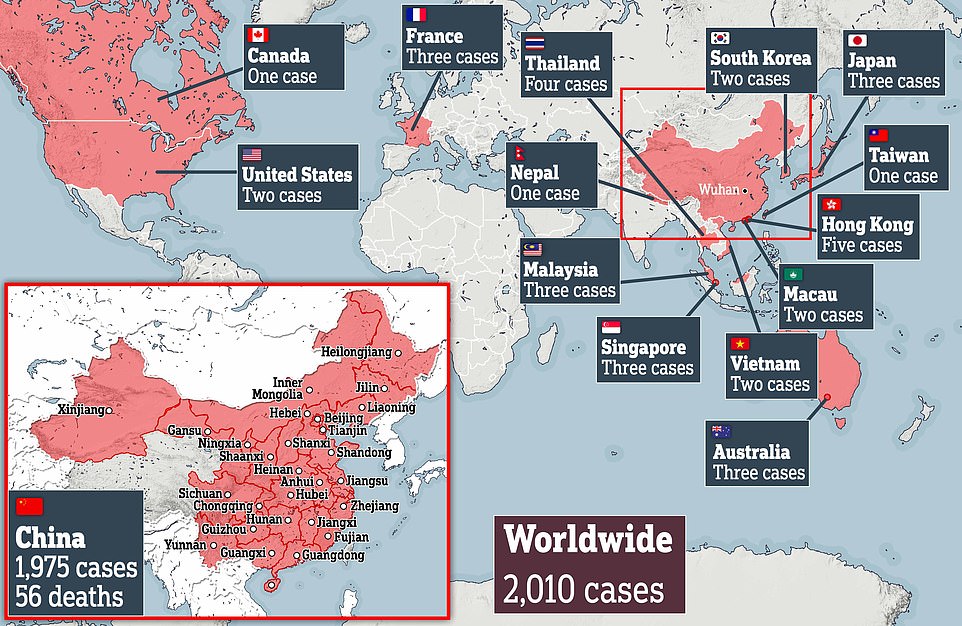 Canada
One case
France
Three cases
Thailand
Four cases
South Korea
Two cases
Japan
Three cases
United States
Two cases
Nepal
One case
Wuhan
Taiwan
One case
Hong Kong
Five cases
Malaysia
Three cases
Macau
Two cases
Singapore
Three cases
Vietnam
Two cases
Australia
Three cases
Heilongjiang
Inner
Mongolia
Jilin
Xinjiang
Hebei
Liaoning
Beijing
Gansu
Tianjin
Ningxia
Shanxi
Shaanxi
Shandong
Heinan
Anhui
Jiangsu
Sichuan
Hubei
Chongqing
Zhejiang
Hunan
Jiangxi
Guizhou
Fujian
Yunnan
Guangxi
Guangdong
China
1,975 cases
56 deaths
Worldwide
2,010 cases